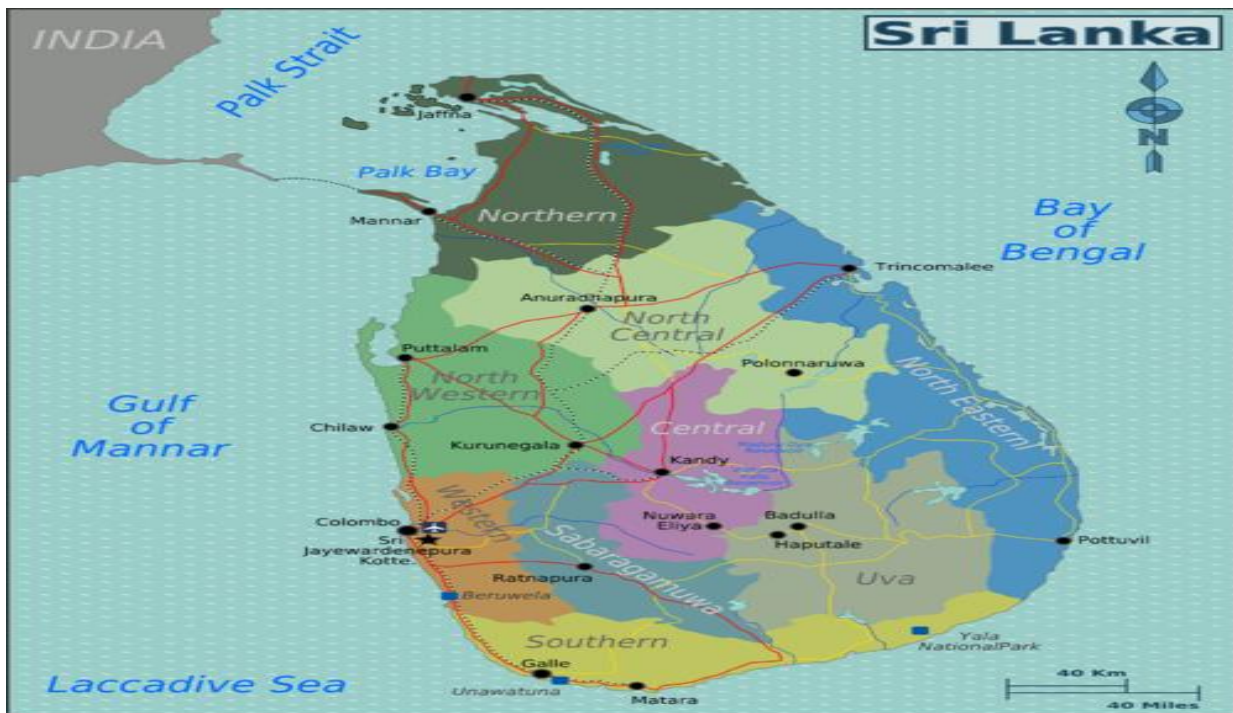 INDIA
Sri Lanka
Palk Strait
N
Jaffna
Palk Bay
Mannar
Northern
Bay
of
Bengal
Trincomalee
Anuradhapura
North
Central
Puttalam
Polonnaruwa
North
Western
North Easternl
Gulf
of
Mannar
Chilaw
Central
Kurunegala
Kandy
Western
Colombo
Sri
Jayewardenepura
Kotte
Nuwara
Eliya
Badulla
Haputale
Pottuvil
Sabaragamuwa
Ratnapura
Uva
Beruwela
Southern
Yala
NationalPark
Galle
Unawatuna
Matara
Laccadive Sea
40 Km
40 Miles